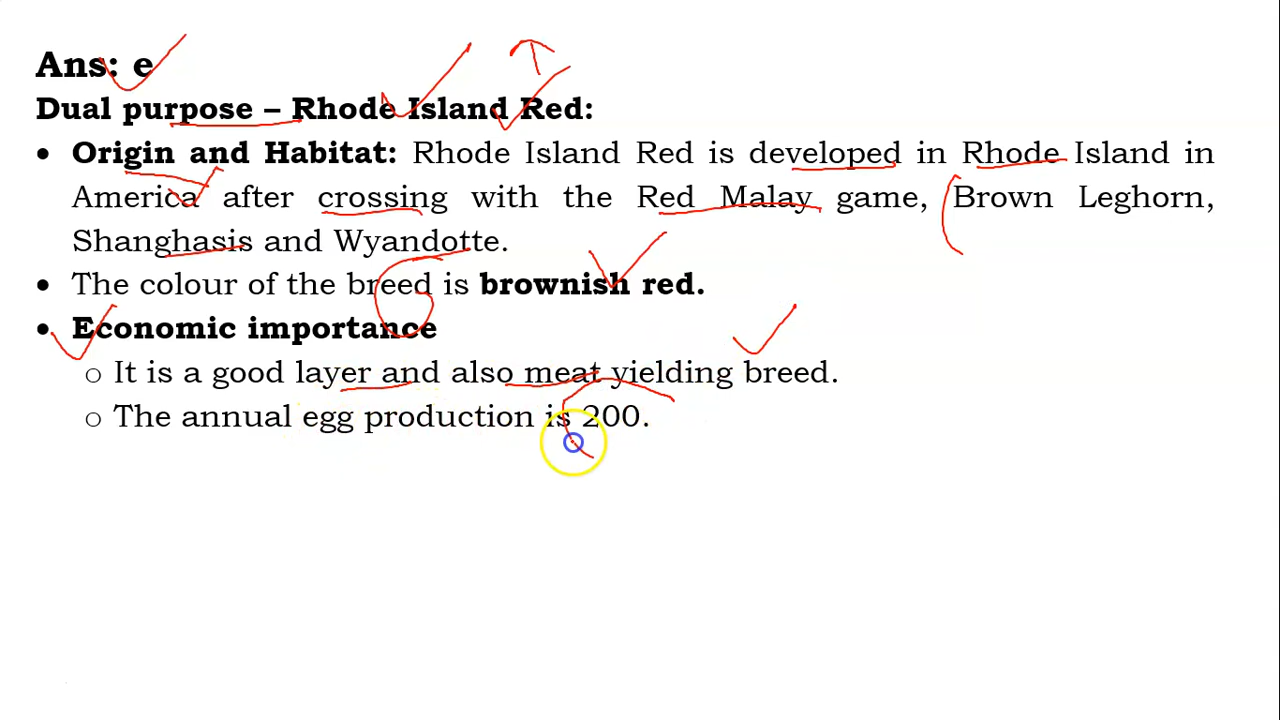 Ans: e
Dual purpose – Rhode Island Red:
• Origin and Habitat: Rhode Island Red is developed in Rhode Island in
America after crossing with the Red Malay game, Brown Leghorn,
Shanghasis and Wyandotte.
• The colour of the breed is brownish red.
• Economic importance
o It is a good layer and also meat yielding breed.
o The annual egg production is 200.